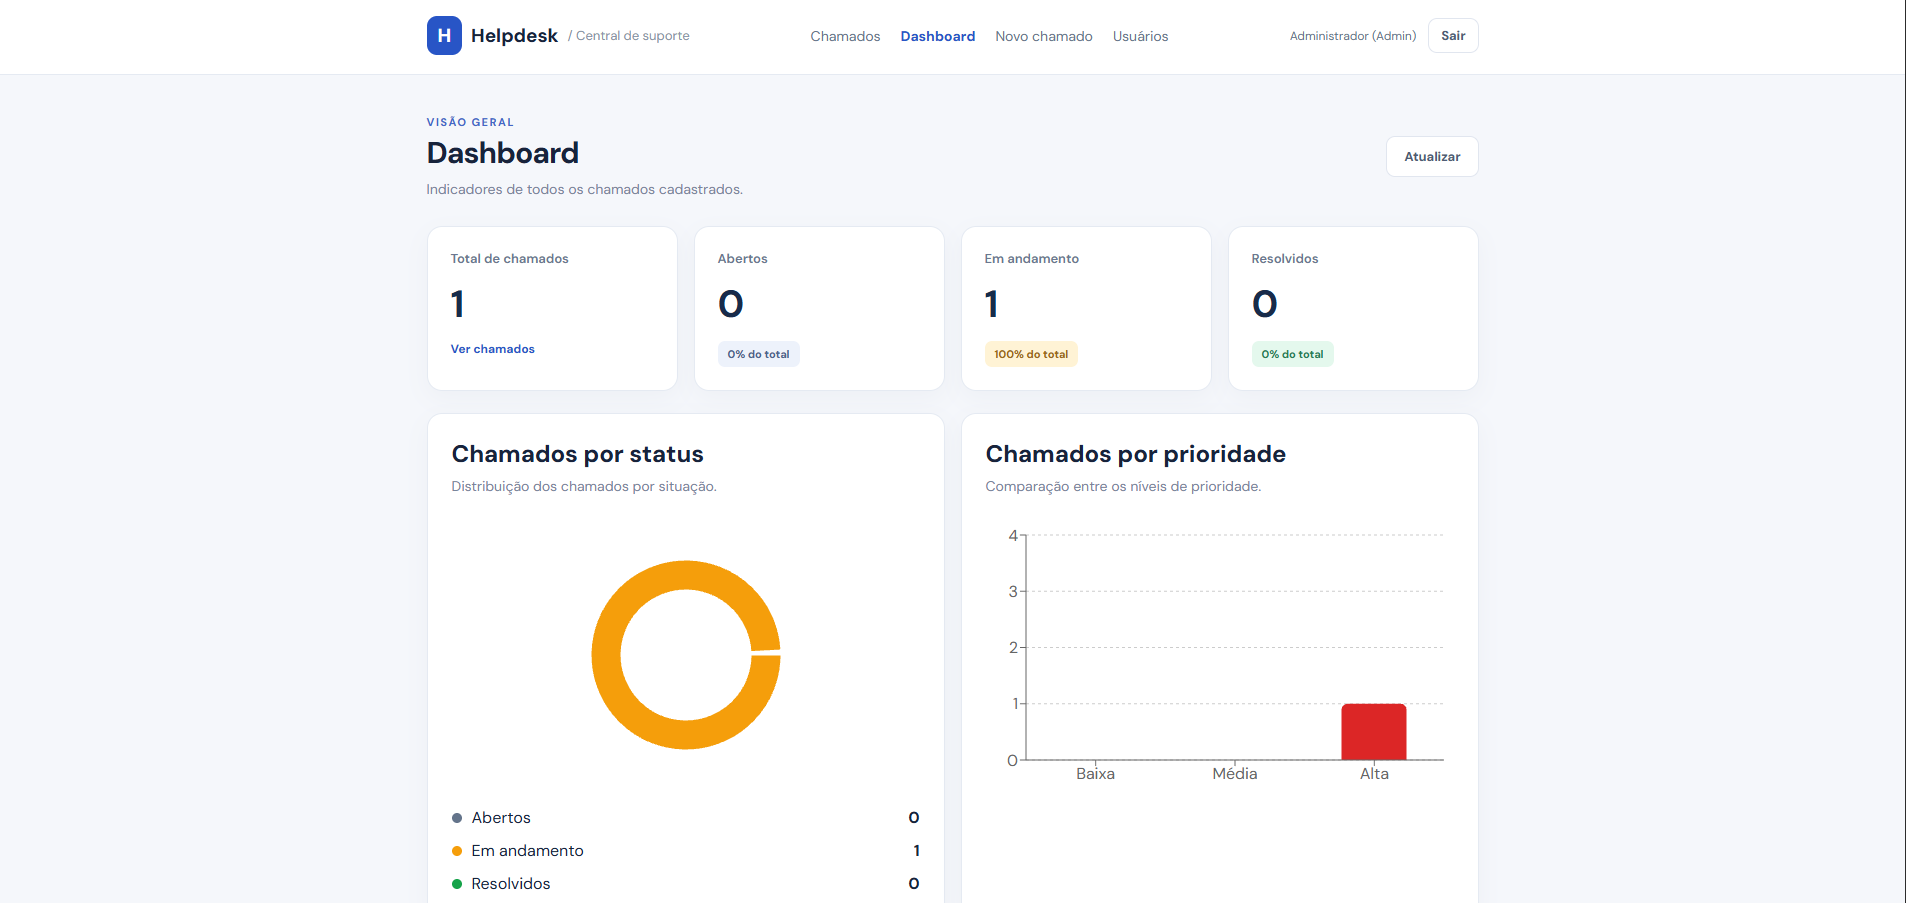 H Helpdesk / Central de suporte Chamados Dashboard Novo chamado Usuários Administrador (Admin) Sair
VISÃO GERAL
Dashboard
Atualizar
Indicadores de todos os chamados cadastrados.
Total de chamados
1
Ver chamados
Abertos
0
0% do total
Em andamento
1
100% do total
Resolvidos
0
0% do total
Chamados por status
Distribuição dos chamados por situação.
Abertos 0
Em andamento 1
Resolvidos 0
Chamados por prioridade
Comparação entre os níveis de prioridade.
4
3
2
1
0
Baixa Média Alta